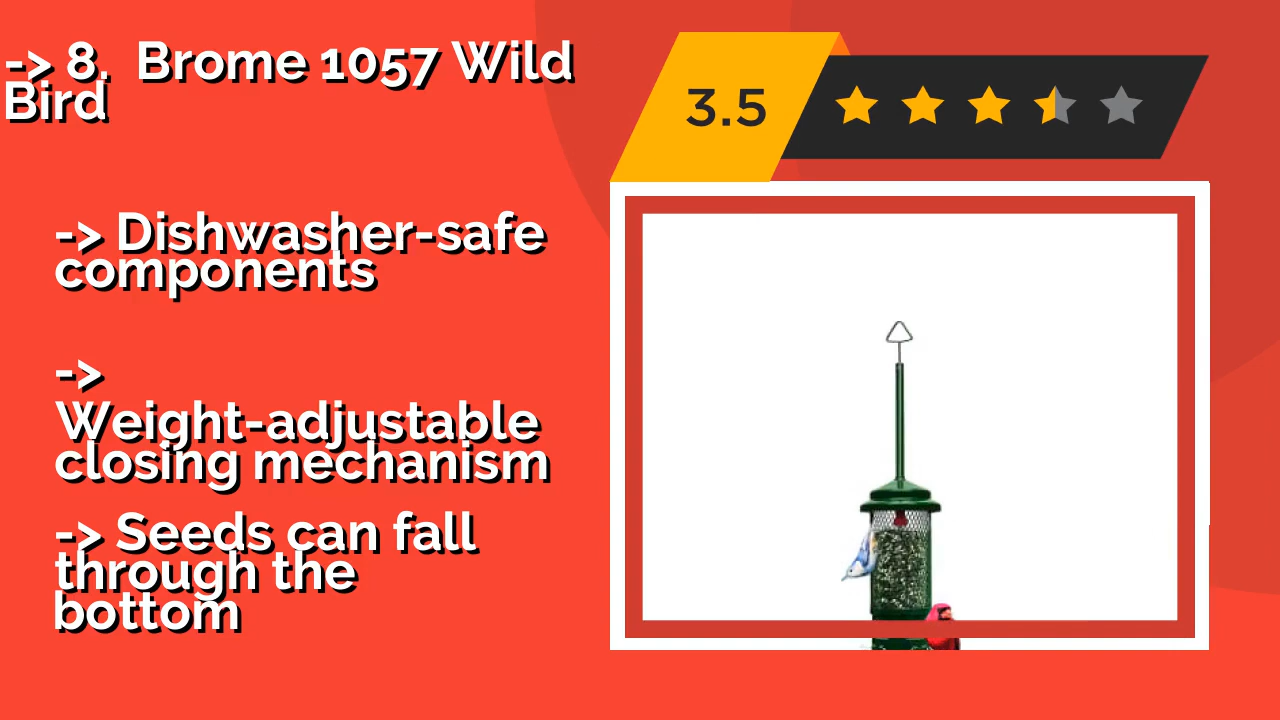 -> 8.  Brome 1057 Wild
Bird
3.5
-> Dishwasher-safe
components
->
Weight-adjustable
closing mechanism
-> Seeds can fall
through the
bottom